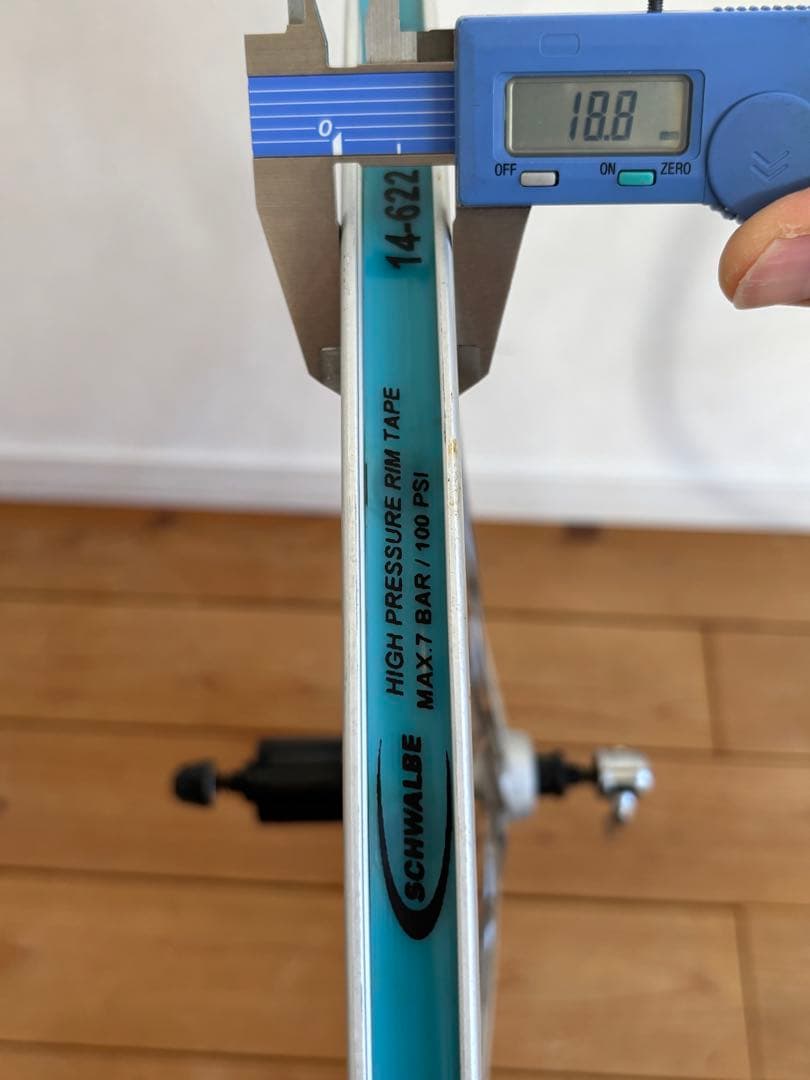 0
18.8
OFF
ON
ZERO
14-622
HIGH PRESSURE RIM TAPE
MAX.7 BAR / 100 PSI
SCHWALBE